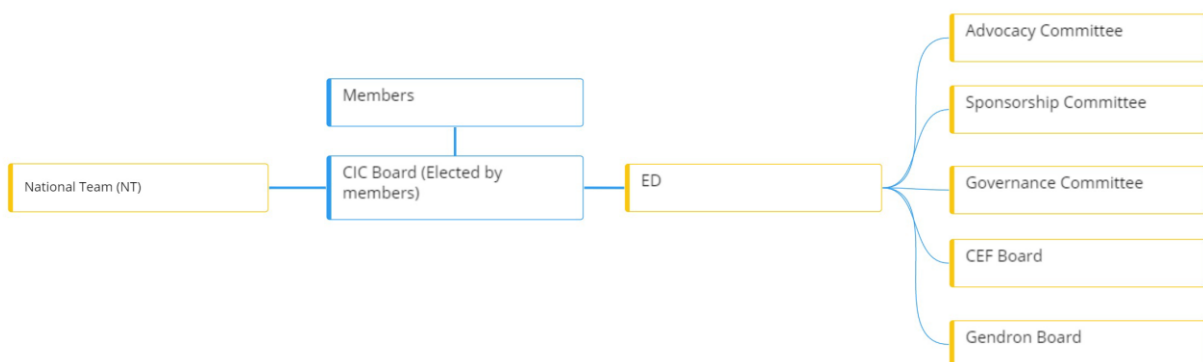 Advocacy Committee
Members
Sponsorship Committee
National Team (NT)
CIC Board (Elected by
members)
ED
Governance Committee
CEF Board
Gendron Board